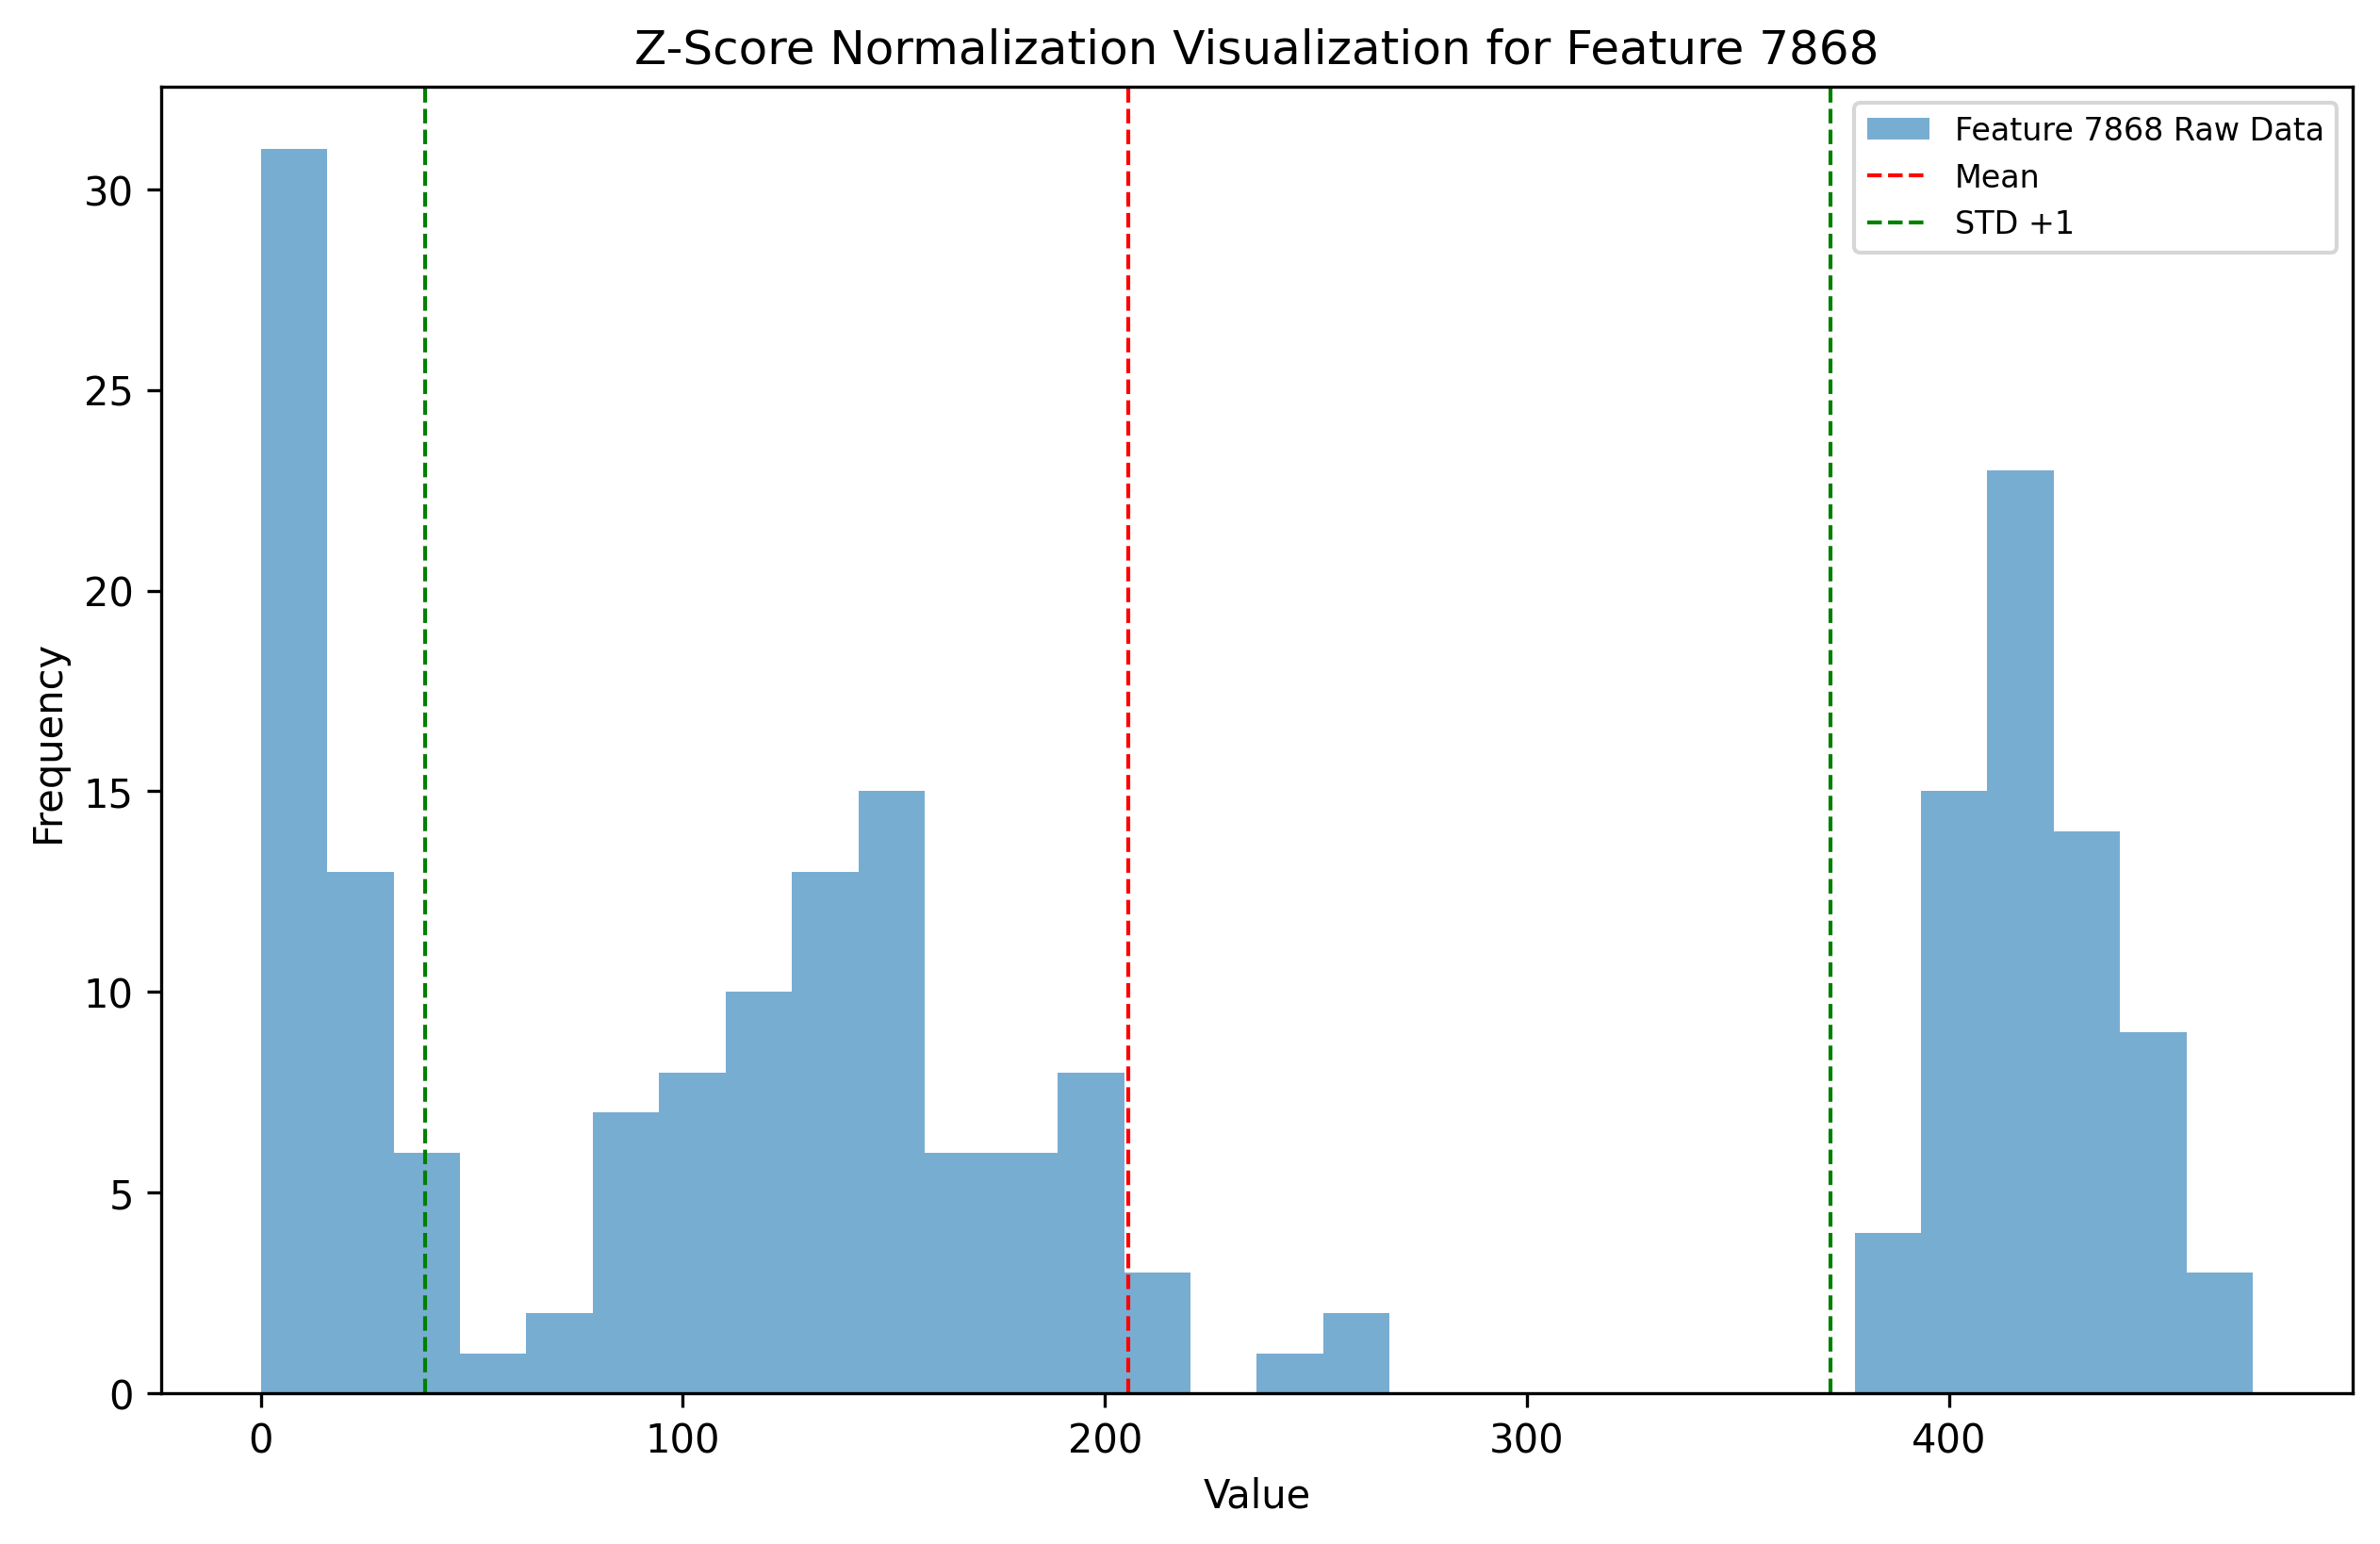 Z-Score Normalization Visualization for Feature 7868
Feature 7868 Raw Data
Mean
STD +1
30
25
20
15
10
5
0
Frequency
0 100 200 300 400
Value